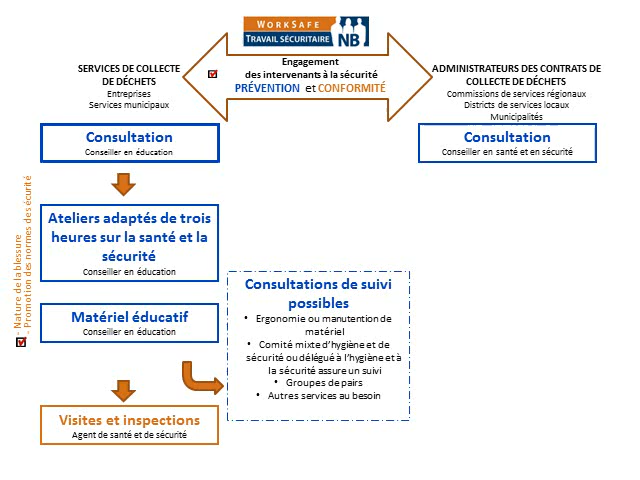 WORKSAFE
TRAVAIL SÉCURITAIRE NB
SERVICES DE COLLECTE
DE DÉCHETS
Entreprises
Services municipaux
Engagement
des intervenants à la sécurité
PRÉVENTION et CONFORMITÉ
ADMINISTRATEURS DES CONTRATS DE
COLLECTE DE DÉCHETS
Commissions de services régionaux
Districts de services locaux
Municipalités
Consultation
Conseiller en éducation
Consultation
Conseiller en santé et en sécurité
Ateliers adaptés de trois
heures sur la santé et la
sécurité
Conseiller en éducation
Matériel éducatif
Conseiller en éducation
- Nature de la blessure
- Promotion des normes des écurité
Consultations de suivi
possibles
• Ergonomie ou manutention de
matériel
• Comité mixte d'hygiène et de
sécurité ou délégué à l'hygiène et à
la sécurité assure un suivi
• Groupes de pairs
• Autres services au besoin
Visites et inspections
Agent de santé et de sécurité